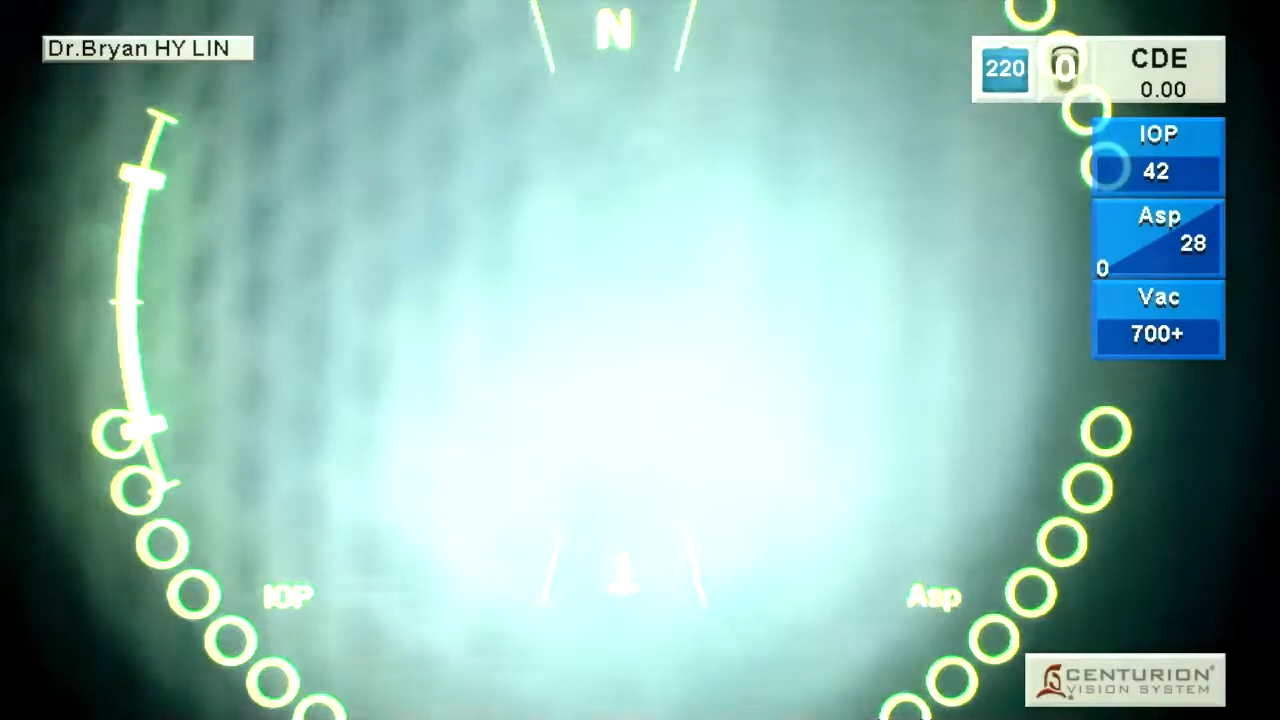 N
Dr.Bryan HY LIN
220
0
CDE
0.00
IOP
42
Asp
28
0
Vac
700+
IOP
Asp
CENTURION®
VISION SYSTEM